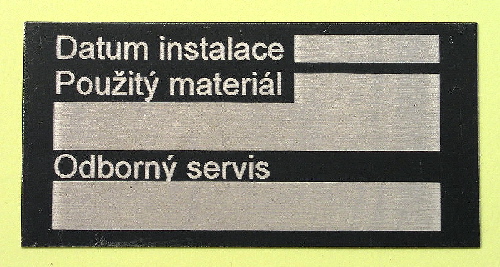 Datum instalace
Použitý materiál
Odborný servis